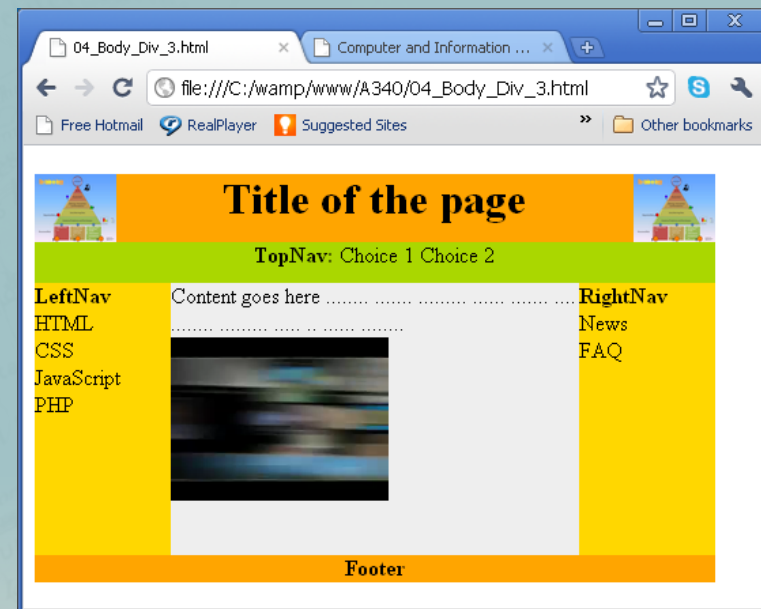 04_Body_Div_3.html
Computer and Information ...
file:///C:/wamp/www/A340/04_Body_Div_3.html
Free Hotmail RealPlayer Suggested Sites » Other bookmarks
Title of the page
TopNav: Choice 1 Choice 2
LeftNav
HTML
CSS
JavaScript
PHP
Content goes here ........ ....... ......... ...... ....... ....
........ ......... ..... .. ...... ........
RightNav
News
FAQ
Footer